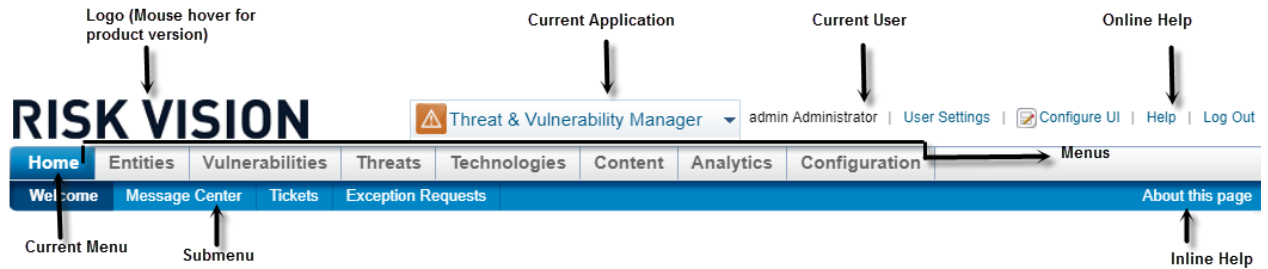 Logo (Mouse hover for
product version)
Current Application
Current User
Online Help
RISK VISION
Threat & Vulnerability Manager
admin Administrator | User Settings | Configure UI | Help | Log Out
Home Entities Vulnerabilities Threats Technologies Content Analytics Configuration
Menus
Welcome Message Center Tickets Exception Requests About this page
Current Menu
Submenu
Inline Help